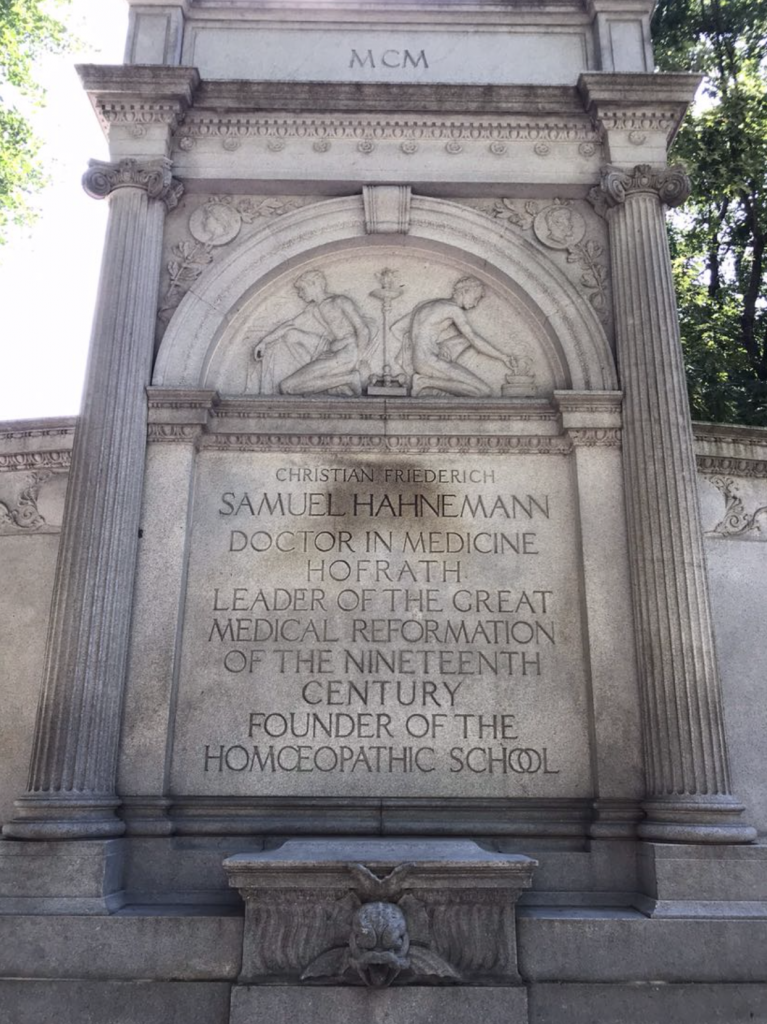 MCM
CHRISTIAN FRIEDERICH
SAMUEL HAHNEMANN
DOCTOR IN MEDICINE
HOFRATH
LEADER OF THE GREAT
MEDICAL REFORMATION
OF THE NINETEENTH
CENTURY
FOUNDER OF THE
HOMŒOPATHIC SCHOOL